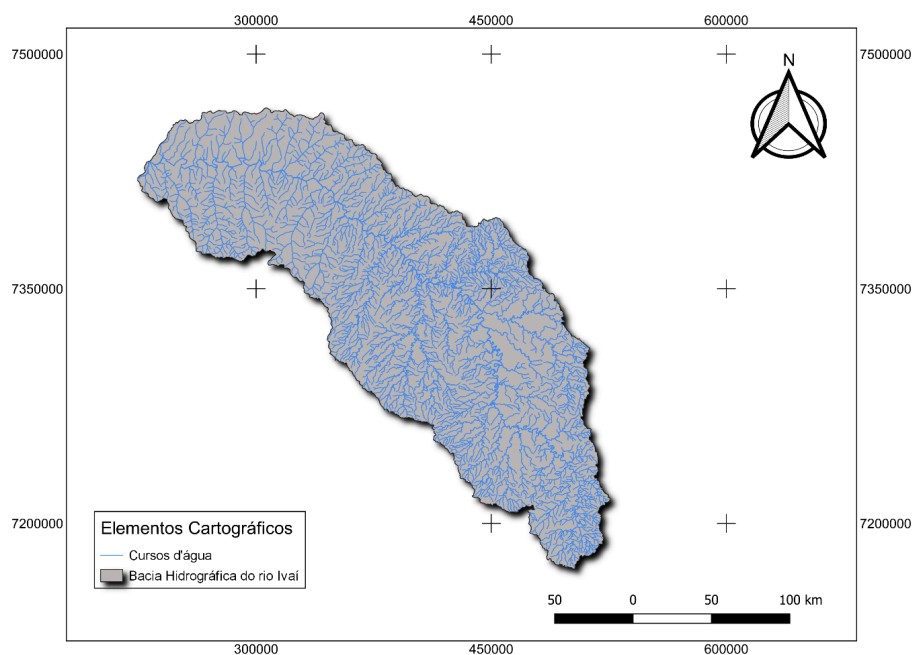 300000 450000 600000
7500000 7500000
N
7350000 7350000
7200000 7200000
Elementos Cartográficos
Cursos d'água
Bacia Hidrográfica do rio Ivaí
50 0 50 100 km
300000 450000 600000